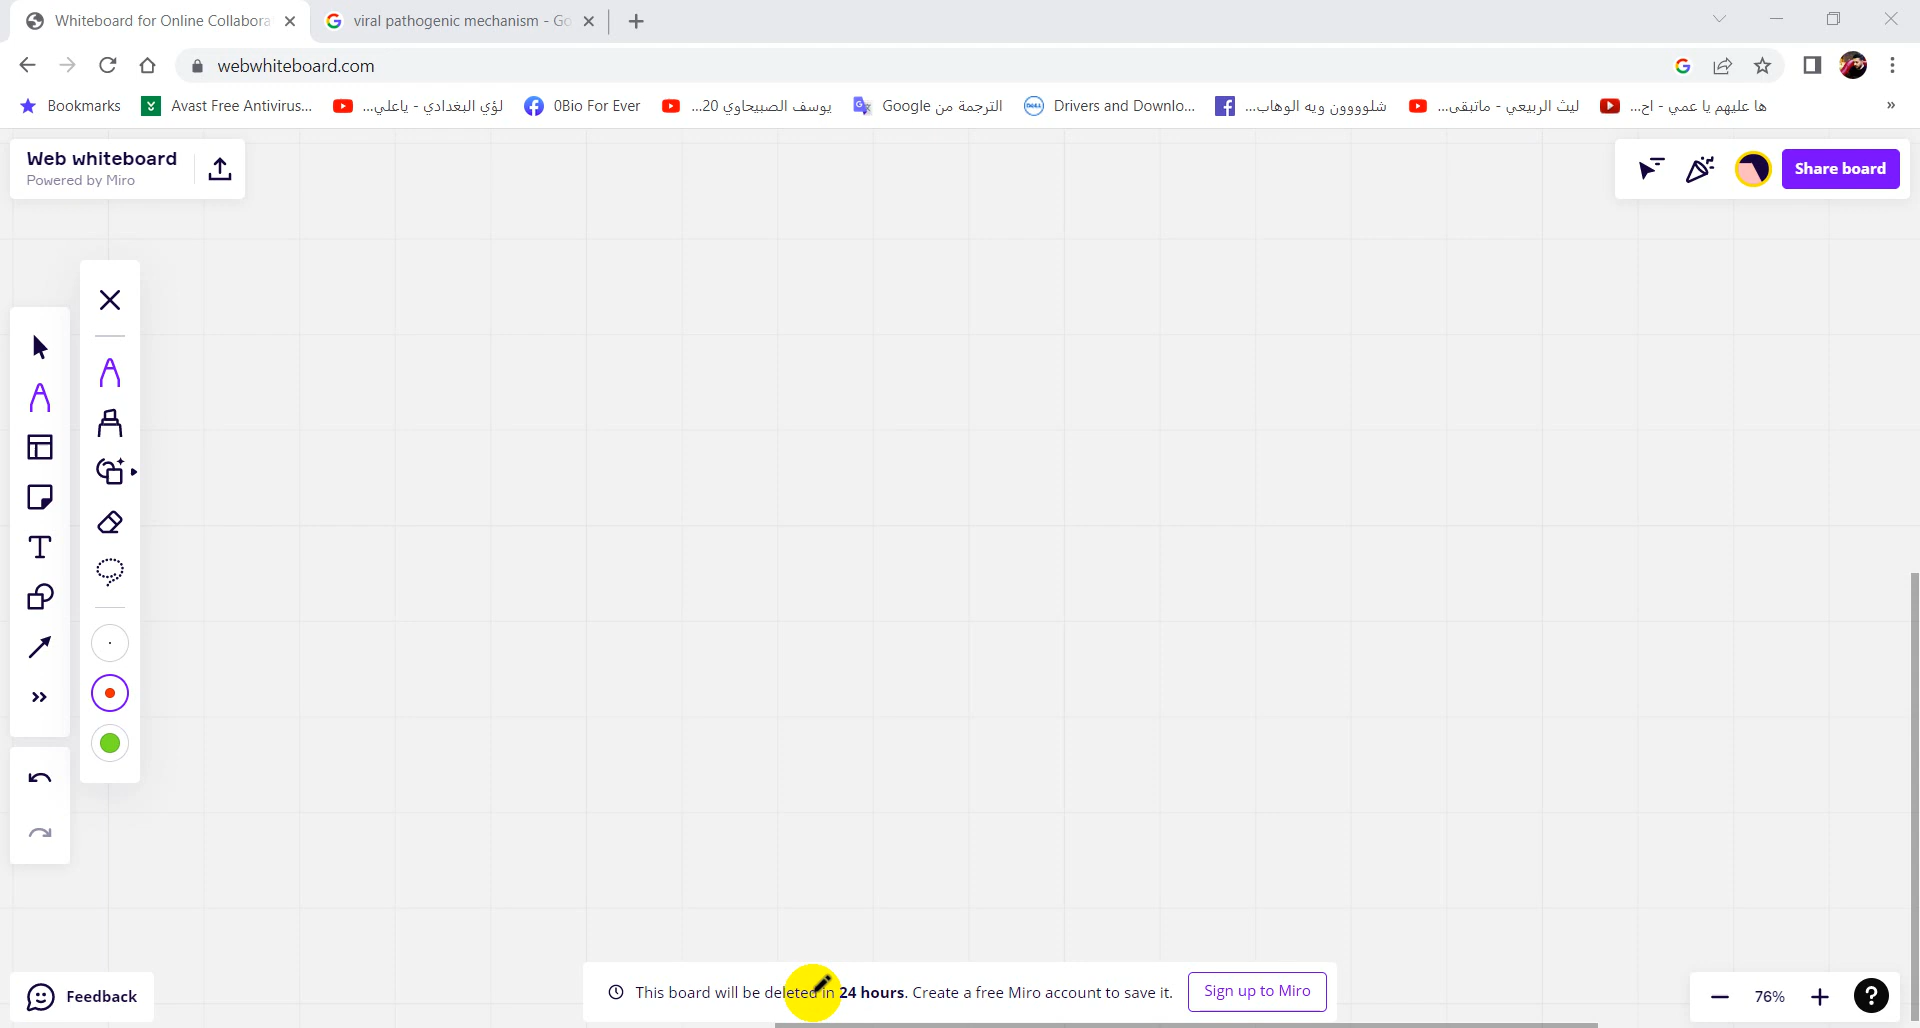 Whiteboard for Online Collabora
viral pathogenic mechanism - Go
webwhiteboard.com
Bookmarks
Avast Free Antivirus...
لؤي البغدادي - ياعلي...
0Bio For Ever
يوسف الصبيحاوي 20...
الترجمة من Google
Drivers and Downlo...
شلوووون ويه الوهاب...
ليث الربيعي - ماتبقى...
ها عليهم يا عمي - اح...
Web whiteboard
Powered by Miro
Share board
Feedback
This board will be deleted in 24 hours. Create a free Miro account to save it.
Sign up to Miro
76%